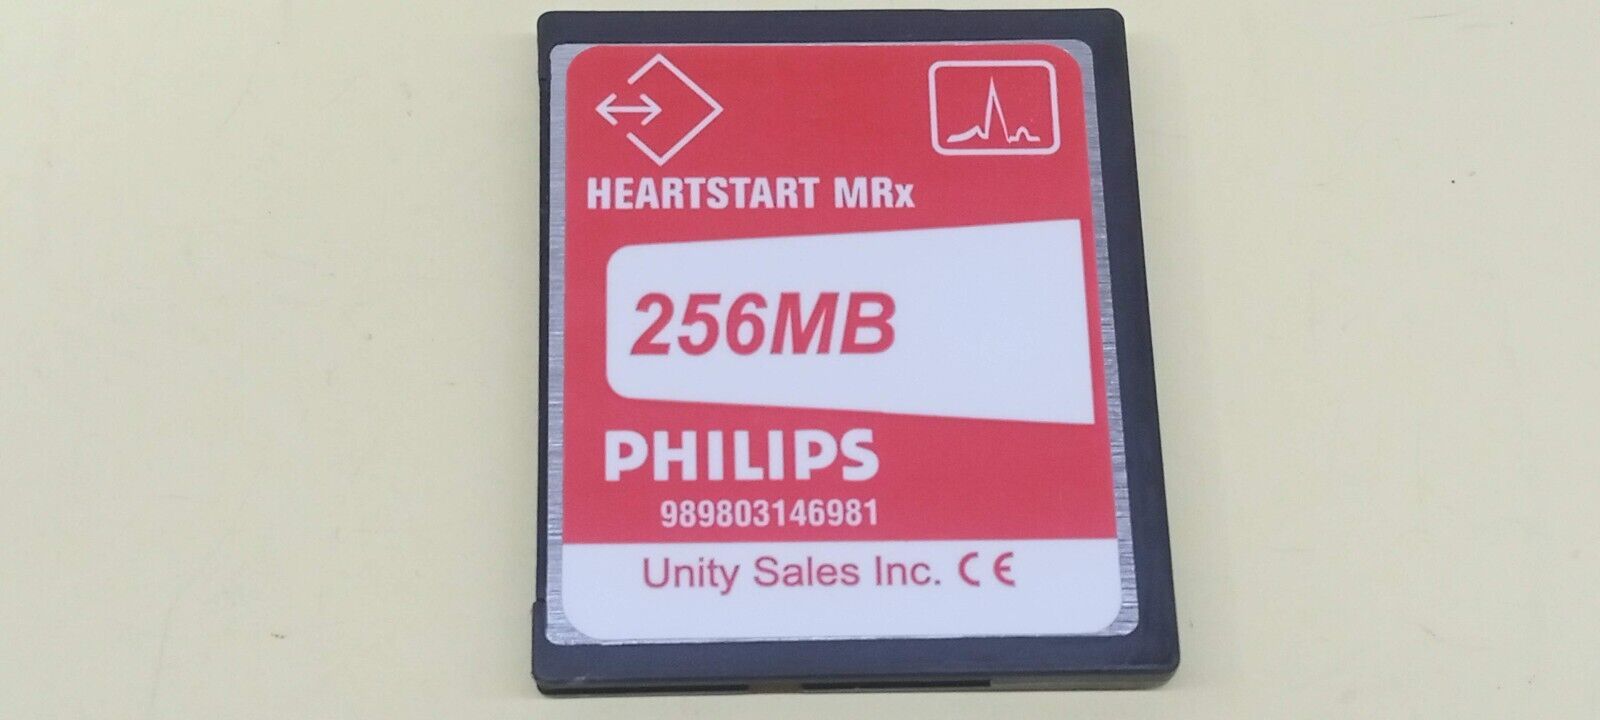 HEARTSTART MRx
256MB
PHILIPS
989803146981
Unity Sales Inc. CE